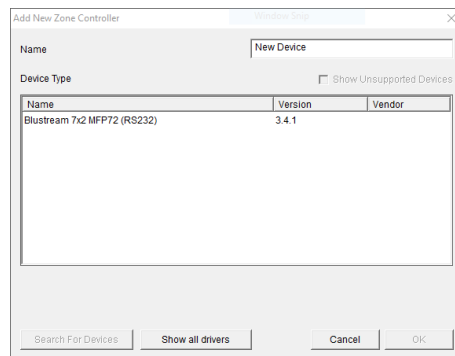 Add New Zone Controller
Window Snip
Name
New Device
Device Type
Show Unsupported Devices
Name Version Vendor
Blustream 7x2 MFP72 (RS232) 3.4.1
Search For Devices Show all drivers Cancel OK